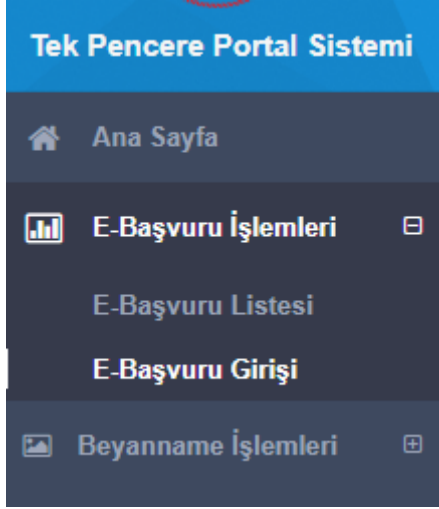 Tek Pencere Portal Sistemi
Ana Sayfa
E-Başvuru İşlemleri
E-Başvuru Listesi
E-Başvuru Girişi
Beyanname İşlemleri